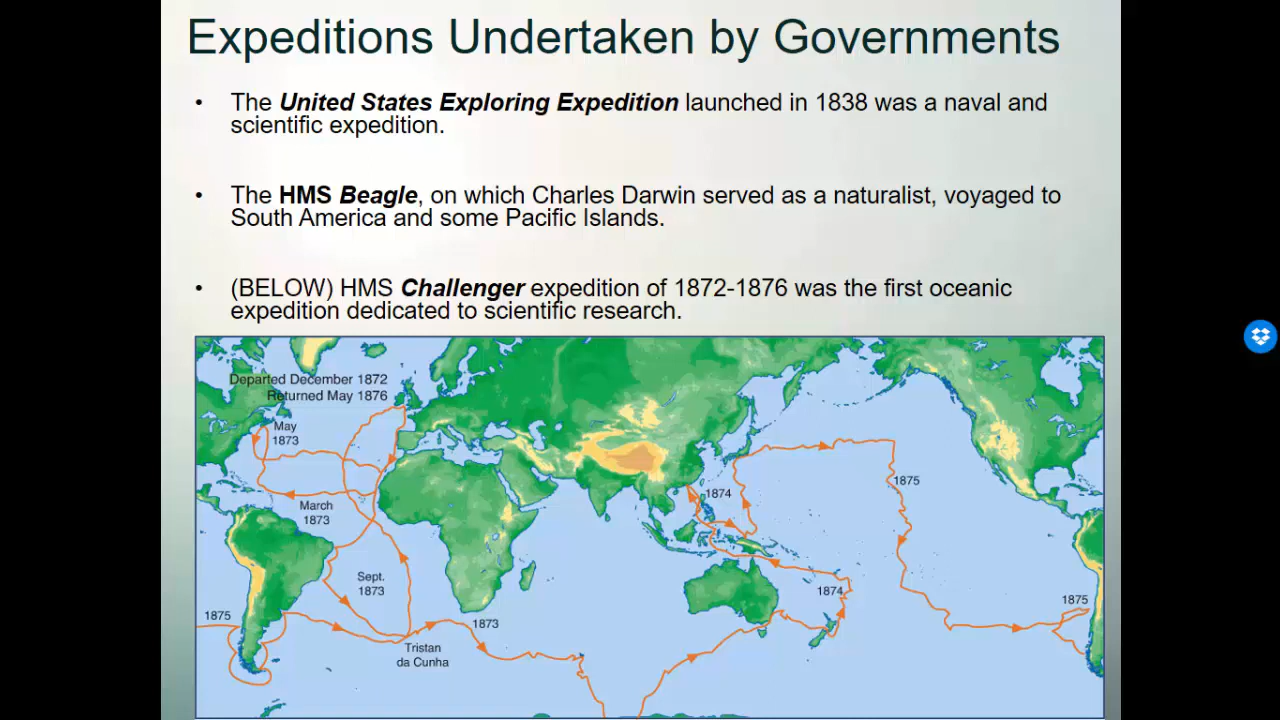 Expeditions Undertaken by Governments
• The United States Exploring Expedition launched in 1838 was a naval and
scientific expedition.
• The HMS Beagle, on which Charles Darwin served as a naturalist, voyaged to
South America and some Pacific Islands.
• (BELOW) HMS Challenger expedition of 1872-1876 was the first oceanic
expedition dedicated to scientific research.
Departed December 1872
Returned May 1876
May
1873
March
1873
Sept.
1873
1875
Tristan
da Cunha
1873
1874
1874
1875
1875